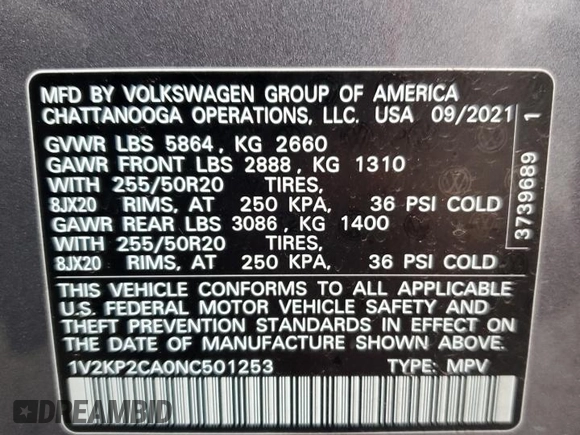 MFD BY VOLKSWAGEN GROUP OF AMERICA
CHATTANOOGA OPERATIONS, LLC. USA 09/2021
GVWR LBS 5864, KG 2660
GAWR FRONT LBS 2888, KG 1310
WITH 255/50R20 TIRES,
8JX20 RIMS, AT 250 KPA, 36 PSI COLD
GAWR REAR LBS 3086, KG 1400
WITH 255/50R20 TIRES,
8JX20 RIMS, AT 250 KPA, 36 PSI COLD
THIS VEHICLE CONFORMS TO ALL APPLICABLE
U.S. FEDERAL MOTOR VEHICLE SAFETY AND
THEFT PREVENTION STANDARDS IN EFFECT ON
THE DATE OF MANUFACTURE SHOWN ABOVE.
1V2KP2CA0NC501253 TYPE: MPV
3739689 1
DREAMBID